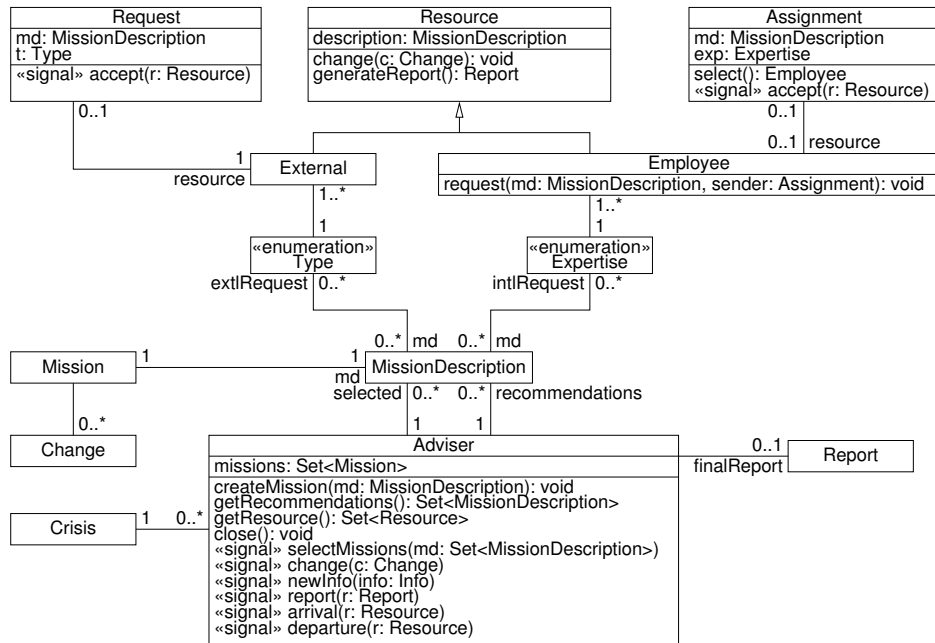 Request
md: MissionDescription
t: Type
«signal» accept(r: Resource)
Resource
description: MissionDescription
change(c: Change): void
generateReport(): Report
Assignment
md: MissionDescription
exp: Expertise
select(): Employee
«signal» accept(r: Resource)
0..1
0..1
1
resource
External
0..1 resource
Employee
request(md: MissionDescription, sender: Assignment): void
1..*
1
1..*
1
«enumeration»
Type
«enumeration»
Expertise
extlRequest 0..*
intlRequest 0..*
0..* md
0..* md
Mission
1
1
md
MissionDescription
selected 0..*
0..* recommendations
0..*
Change
1
1
Adviser
missions: Set<Mission>
createMission(md: MissionDescription): void
getRecommendations(): Set<MissionDescription>
getResource(): Set<Resource>
close(): void
«signal» selectMissions(md: Set<MissionDescription>)
«signal» change(c: Change)
«signal» newInfo(info: Info)
«signal» report(r: Report)
«signal» arrival(r: Resource)
«signal» departure(r: Resource)
0..1
finalReport
Report
Crisis
1
0..*